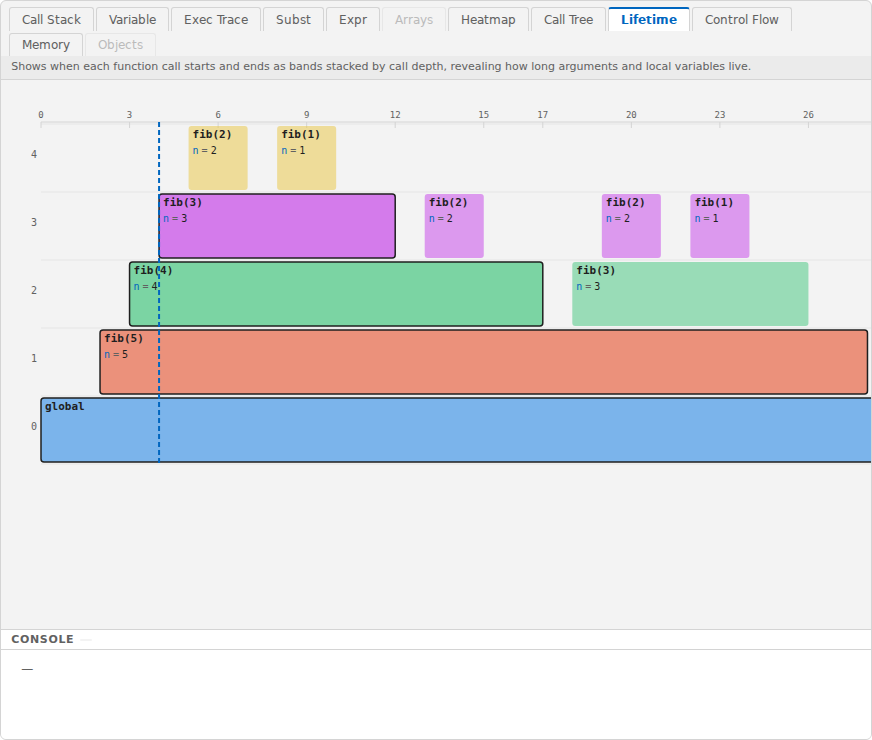 Call Stack Variable Exec Trace Subst Expr Arrays Heatmap Call Tree Lifetime Control Flow
Memory Objects
Shows when each function call starts and ends as bands stacked by call depth, revealing how long arguments and local variables live.
0 3 6 9 12 15 17 20 23 26
4 fib(2) fib(1)
n = 2 n = 1
3 fib(3) fib(2) fib(2) fib(1)
n = 3 n = 2 n = 2 n = 1
2 fib(4) fib(3)
n = 4 n = 3
1 fib(5)
n = 5
0 global
CONSOLE —
—